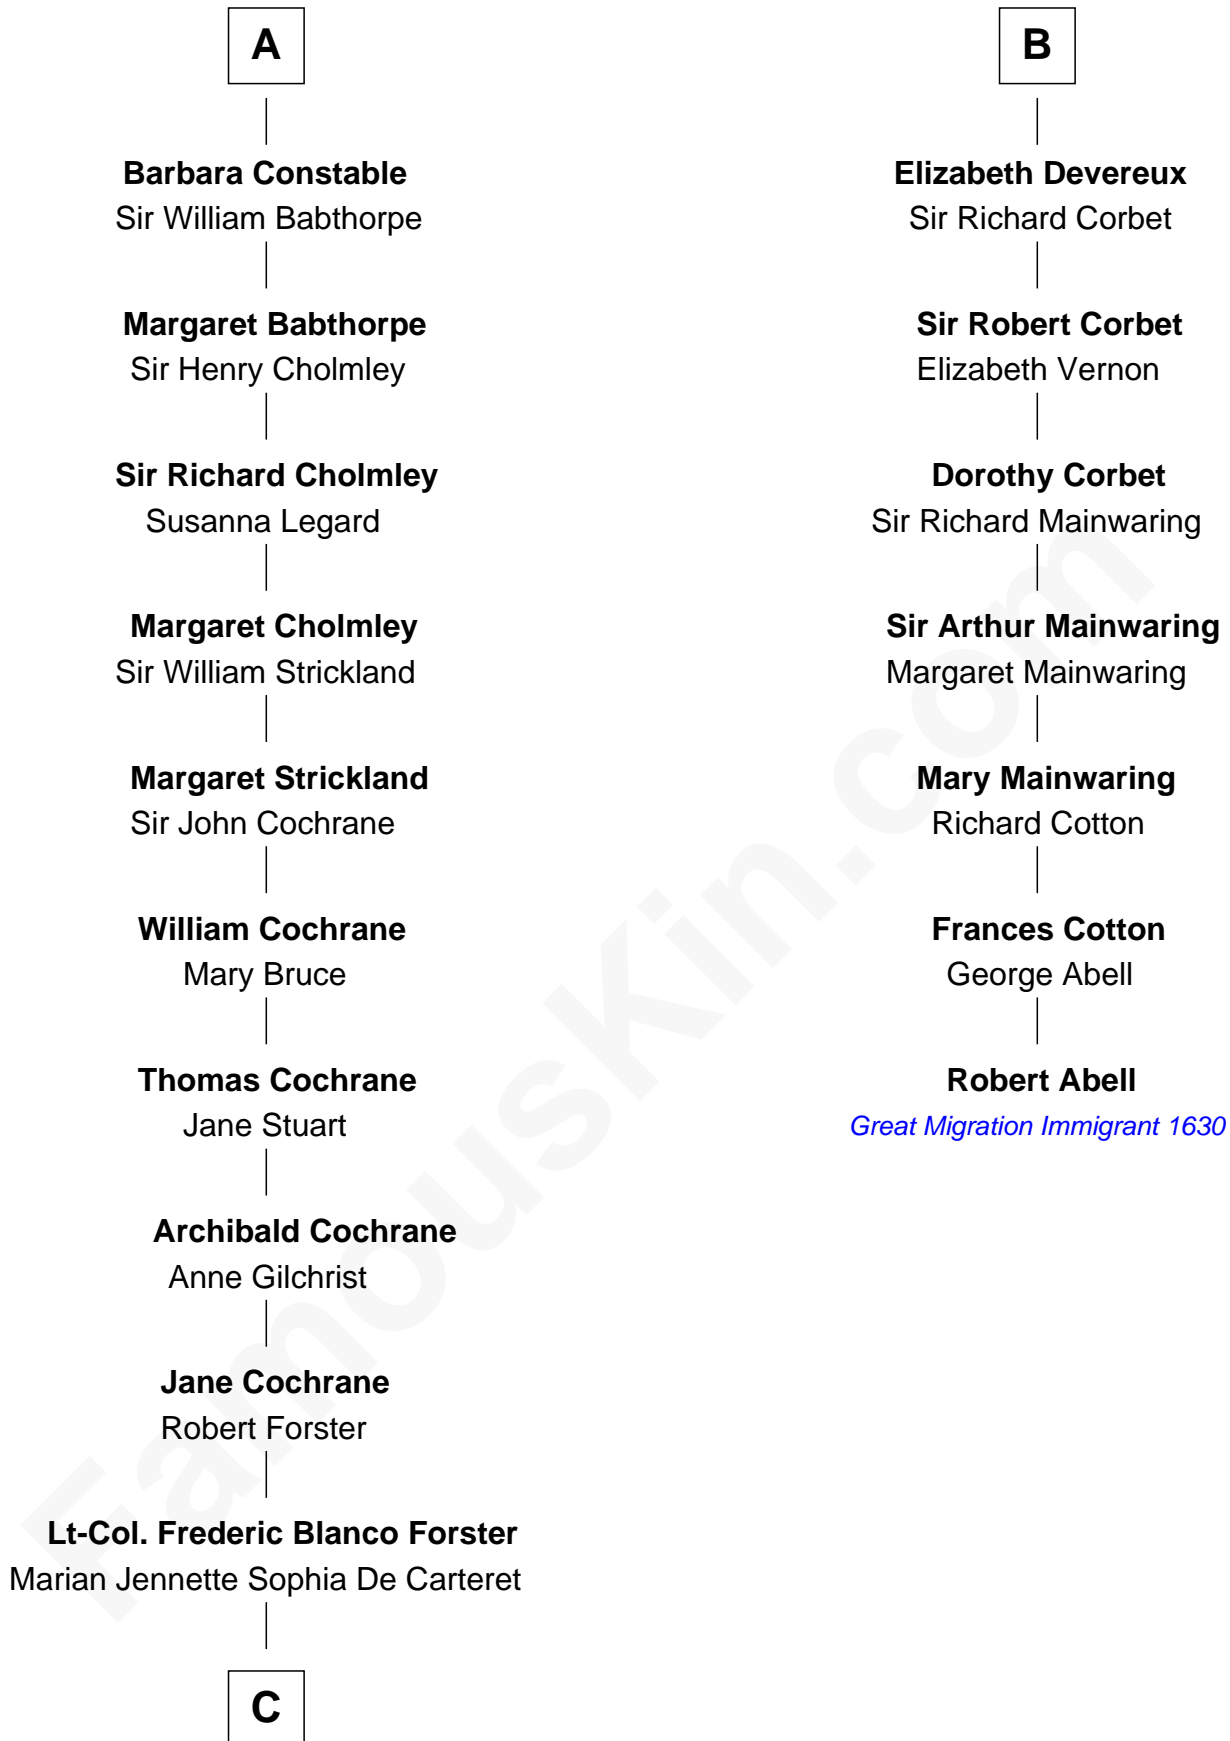 A
Barbara Constable
Sir William Babthorpe
Margaret Babthorpe
Sir Henry Cholmley
Sir Richard Cholmley
Susanna Legard
Margaret Cholmley
Sir William Strickland
Margaret Strickland
Sir John Cochrane
William Cochrane
Mary Bruce
Thomas Cochrane
Jane Stuart
Archibald Cochrane
Anne Gilchrist
Jane Cochrane
Robert Forster
Lt-Col. Frederic Blanco Forster
Marian Jennette Sophia De Carteret
C
B
Elizabeth Devereux
Sir Richard Corbet
Sir Robert Corbet
Elizabeth Vernon
Dorothy Corbet
Sir Richard Mainwaring
Sir Arthur Mainwaring
Margaret Mainwaring
Mary Mainwaring
Richard Cotton
Frances Cotton
George Abell
Robert Abell
Great Migration Immigrant 1630
FamousKin.com